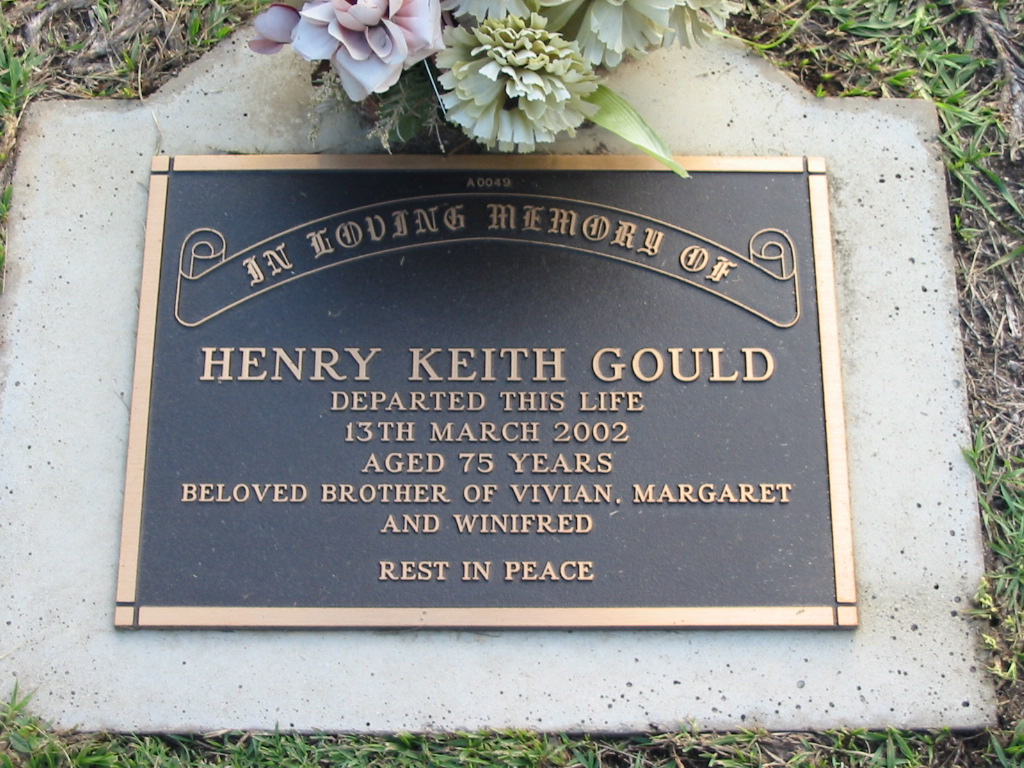 A0049
IN LOVING MEMORY OF
HENRY KEITH GOULD
DEPARTED THIS LIFE
13TH MARCH 2002
AGED 75 YEARS
BELOVED BROTHER OF VIVIAN, MARGARET
AND WINIFRED
REST IN PEACE